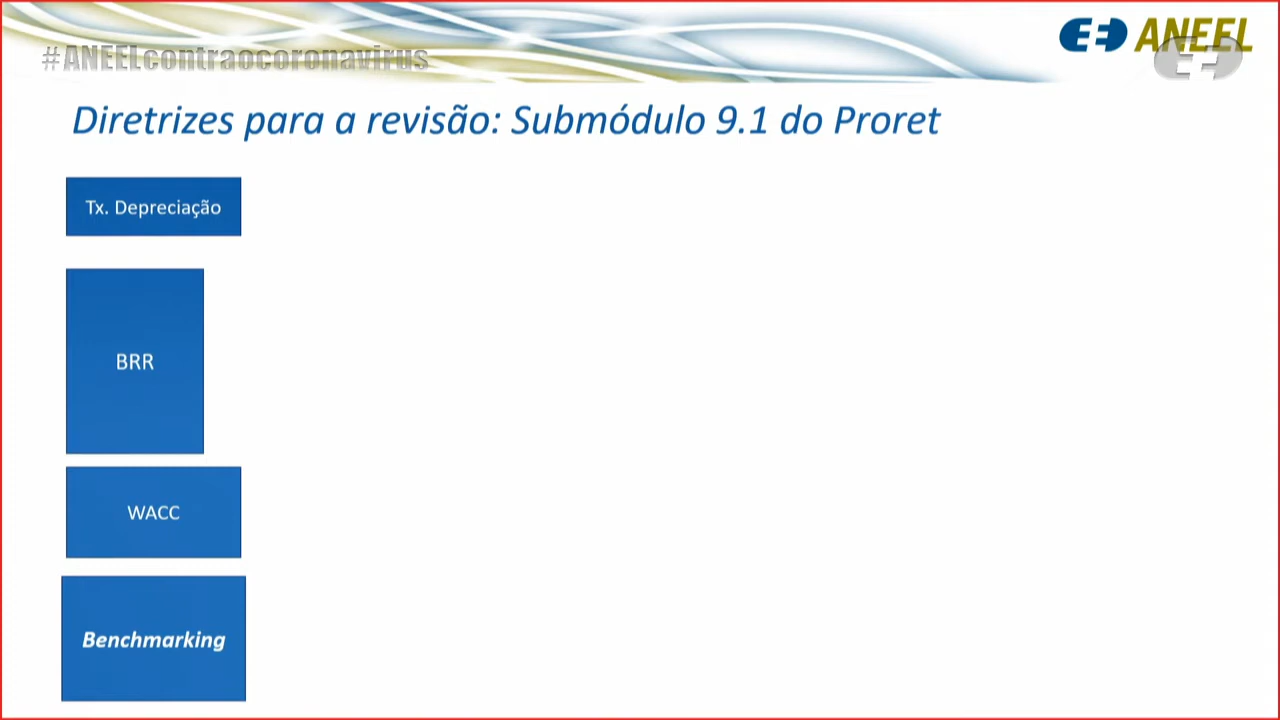 #ANEELcontraocoronavirus
ANEEL
Diretrizes para a revisão: Submódulo 9.1 do Proret
Tx. Depreciação
BRR
WACC
Benchmarking